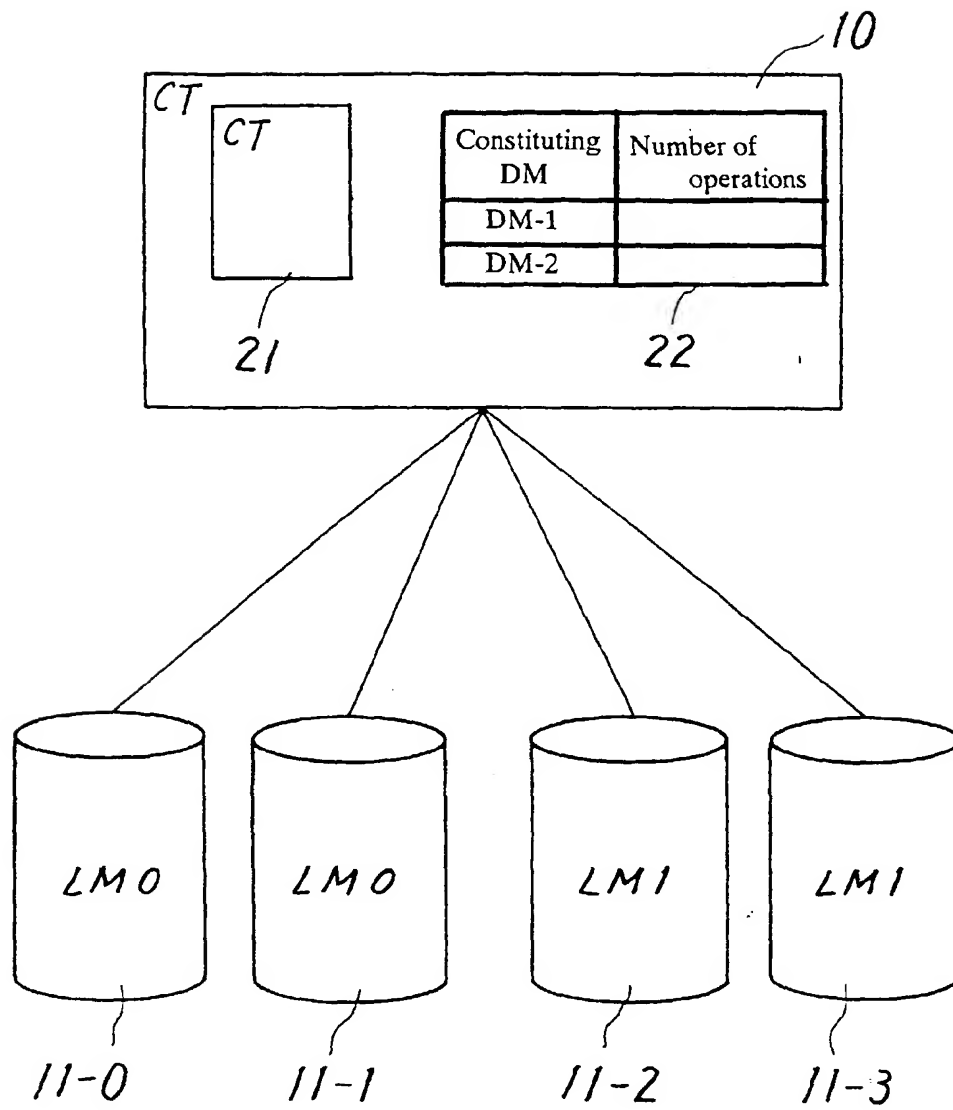 10
CT
CT
Constituting DM
Number of operations
DM-1
DM-2
21
22
LM0
LM0
LM1
LM1
11-0
11-1
11-2
11-3